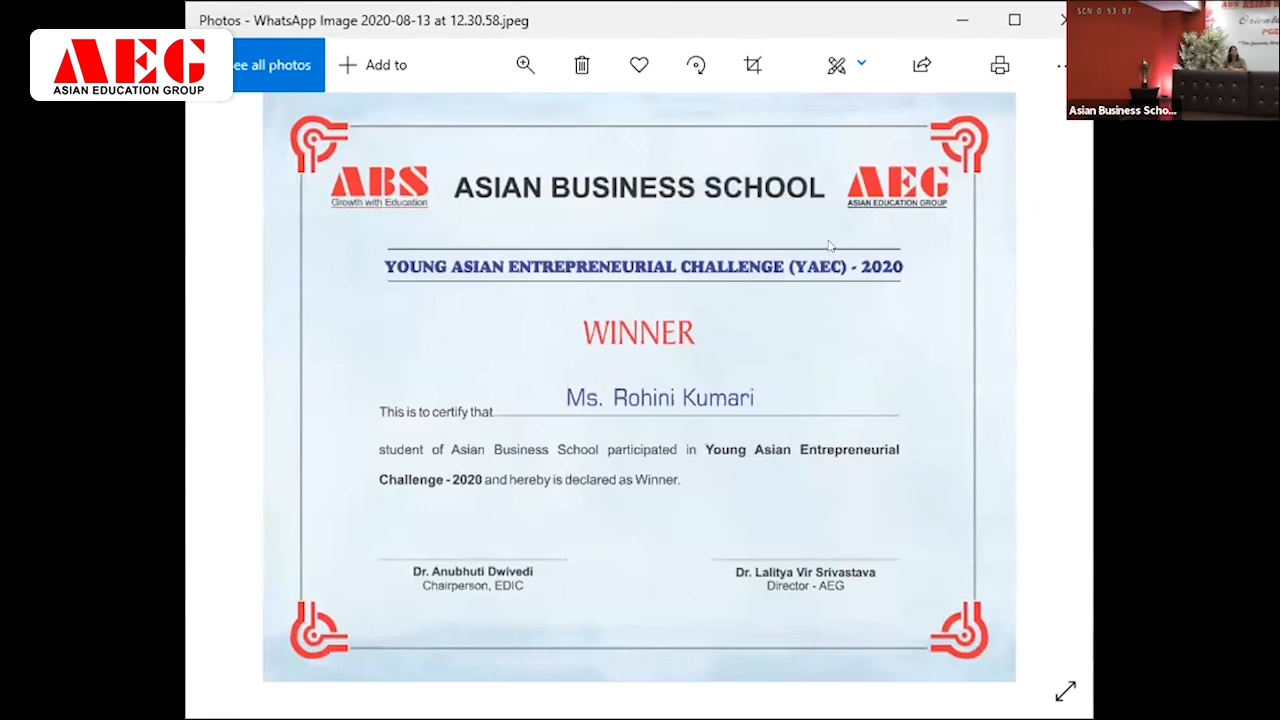 Photos - WhatsApp Image 2020-08-13 at 12.30.58.jpeg
AEG
ASIAN EDUCATION GROUP
ee all photos
Add to
SCN 0:53:07
Asian Business Scho...
ABS
Growth with Education
ASIAN BUSINESS SCHOOL
AEG
ASIAN EDUCATION GROUP
YOUNG ASIAN ENTREPRENEURIAL CHALLENGE (YAEC) - 2020
WINNER
Ms. Rohini Kumari
This is to certify that
student of Asian Business School participated in Young Asian Entrepreneurial
Challenge - 2020 and hereby is declared as Winner.
Dr. Anubhuti Dwivedi
Chairperson, EDIC
Dr. Lalitya Vir Srivastava
Director - AEG